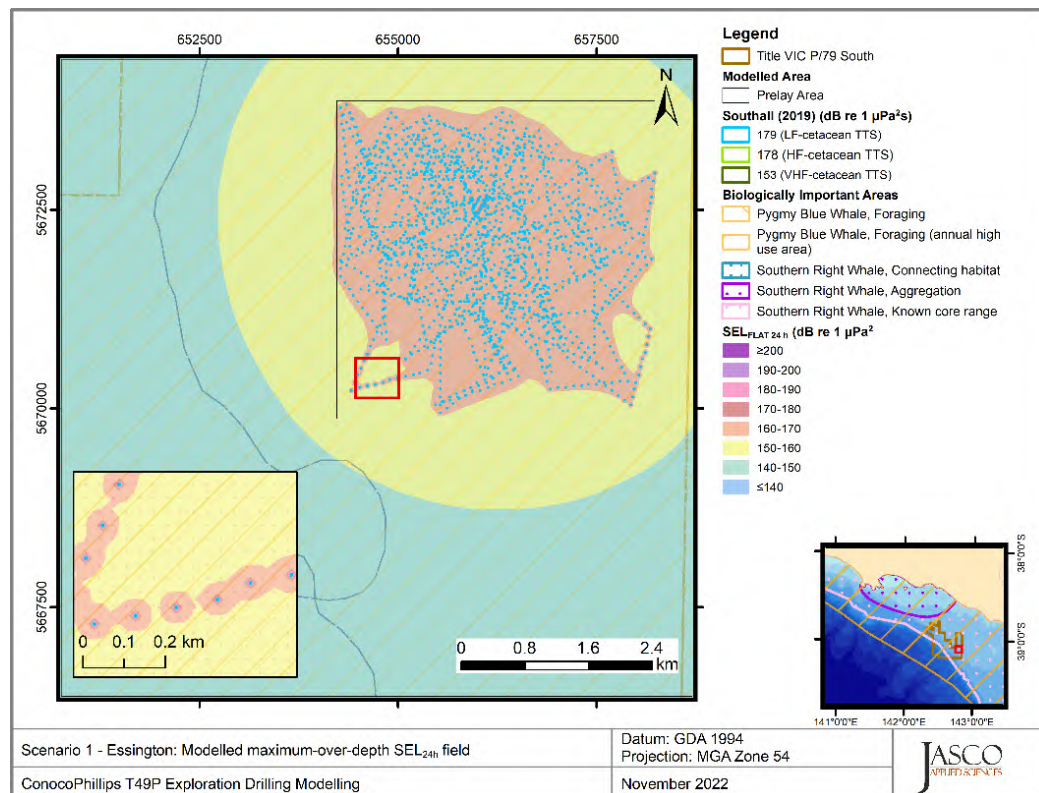 652500 655000 657500
5672500
5670000
5667500
N
0 0.1 0.2 km
0 0.8 1.6 2.4
km
Legend
Title VIC P/79 South
Modelled Area
Prelay Area
Southall (2019) (dB re 1 µPa²s)
179 (LF-cetacean TTS)
178 (HF-cetacean TTS)
153 (VHF-cetacean TTS)
Biologically Important Areas
Pygmy Blue Whale, Foraging
Pygmy Blue Whale, Foraging (annual high
use area)
Southern Right Whale, Connecting habitat
Southern Right Whale, Aggregation
Southern Right Whale, Known core range
SEL FLAT 24 h (dB re 1 µPa²
≥200
190-200
180-190
170-180
160-170
150-160
140-150
≤140
38°0'0"S
39°0'0"S
141°0'0"E 142°0'0"E 143°0'0"E
Scenario 1 - Essington: Modelled maximum-over-depth SEL24h field
Datum: GDA 1994
Projection: MGA Zone 54
ConocoPhillips T49P Exploration Drilling Modelling
November 2022
JASCO
APPLIED SCIENCES